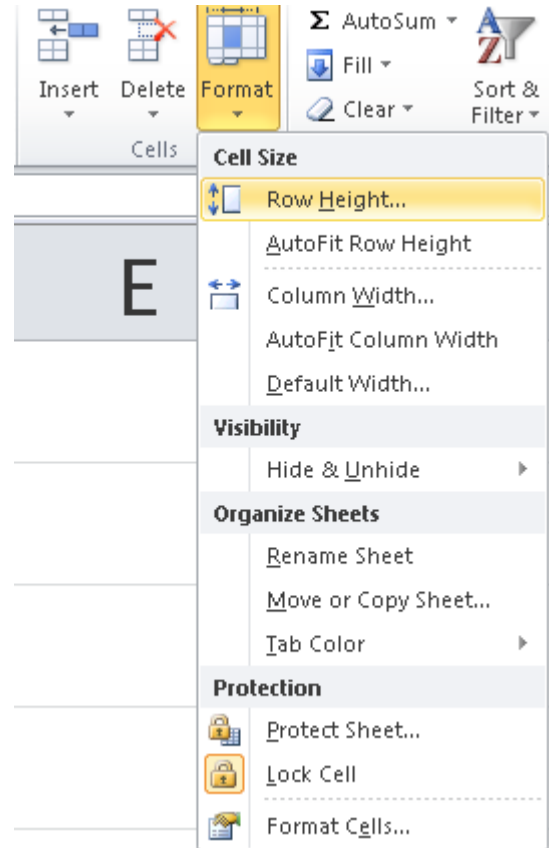 Σ AutoSum
Fill
Clear
Insert Delete Format
Sort &
Filter
Cells
E
Cell Size
Row Height...
AutoFit Row Height
Column Width...
AutoFit Column Width
Default Width...
Visibility
Hide & Unhide
Organize Sheets
Rename Sheet
Move or Copy Sheet...
Tab Color
Protection
Protect Sheet...
Lock Cell
Format Cells...